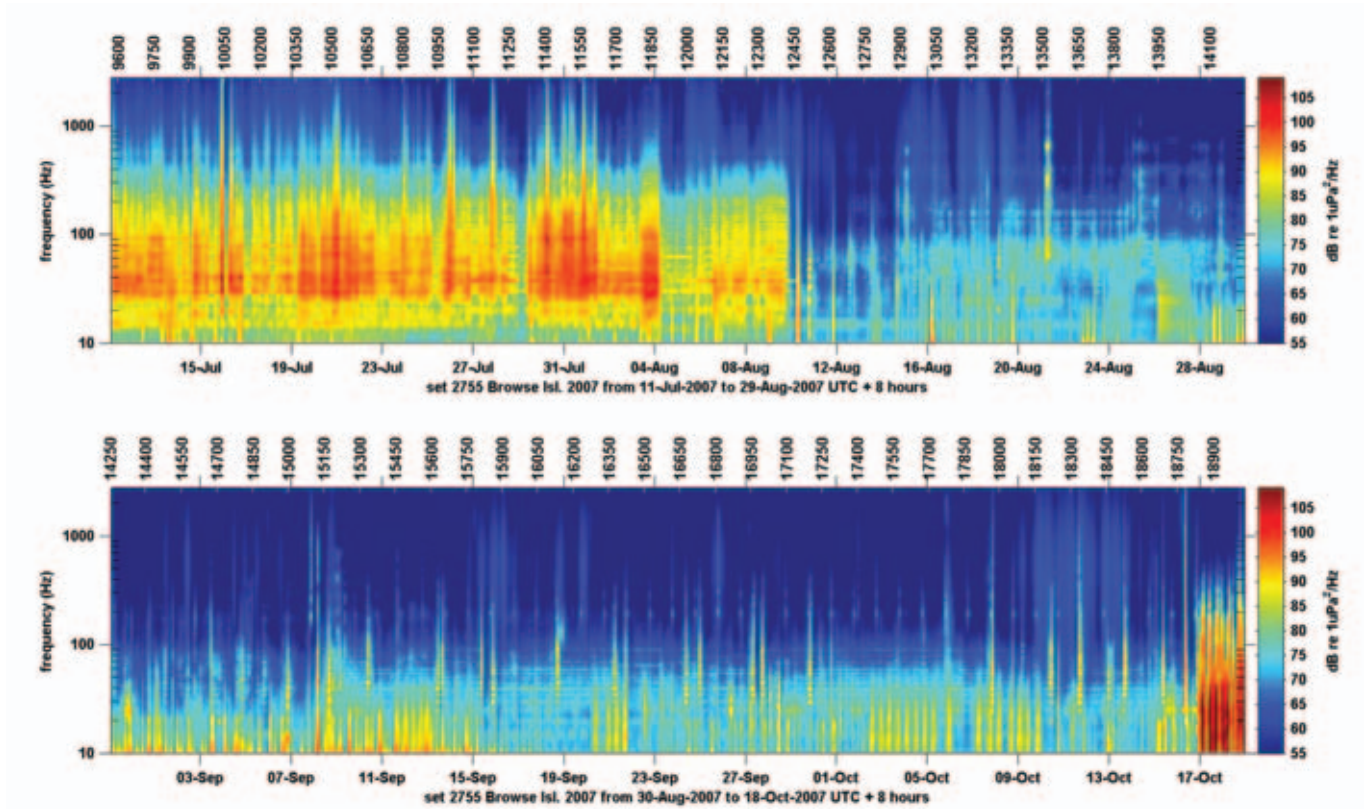 9600 9750 9900 10050 10200 10350 10500 10650 10800 10950 11100 11250 11400 11550 11700 11850 12000 12150 12300 12450 12600 12750 12900 13050 13200 13350 13500 13650 13800 13950 14100
1000
100
10
frequency (Hz)
105
100
95
90
85
80
75
70
65
60
55
dB re 1uPa²/Hz
15-Jul 19-Jul 23-Jul 27-Jul 31-Jul 04-Aug 08-Aug 12-Aug 16-Aug 20-Aug 24-Aug 28-Aug
set 2755 Browse Isl. 2007 from 11-Jul-2007 to 29-Aug-2007 UTC + 8 hours
14250 14400 14550 14700 14850 15000 15150 15300 15450 15600 15750 15900 16050 16200 16350 16500 16650 16800 16950 17100 17250 17400 17550 17700 17850 18000 18150 18300 18450 18600 18750 18900
1000
100
10
frequency (Hz)
105
100
95
90
85
80
75
70
65
60
55
dB re 1uPa²/Hz
03-Sep 07-Sep 11-Sep 15-Sep 19-Sep 23-Sep 27-Sep 01-Oct 05-Oct 09-Oct 13-Oct 17-Oct
set 2755 Browse Isl. 2007 from 30-Aug-2007 to 18-Oct-2007 UTC + 8 hours